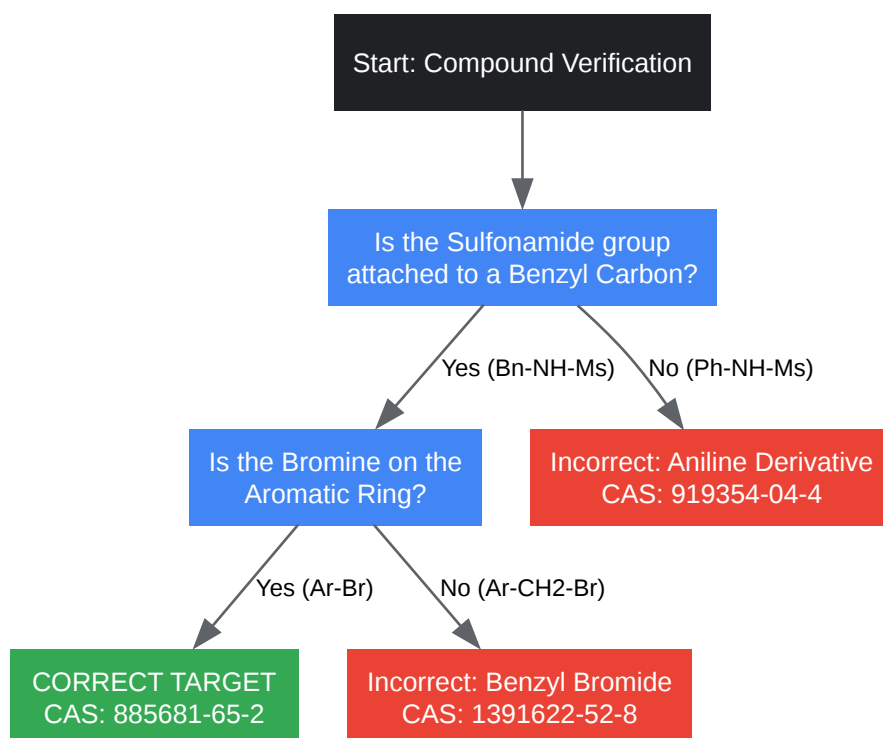 Start: Compound Verification
Is the Sulfonamide group
attached to a Benzyl Carbon?
Yes (Bn-NH-Ms)
No (Ph-NH-Ms)
Is the Bromine on the
Aromatic Ring?
Incorrect: Aniline Derivative
CAS: 919354-04-4
Yes (Ar-Br)
No (Ar-CH2-Br)
CORRECT TARGET
CAS: 885681-65-2
Incorrect: Benzyl Bromide
CAS: 1391622-52-8